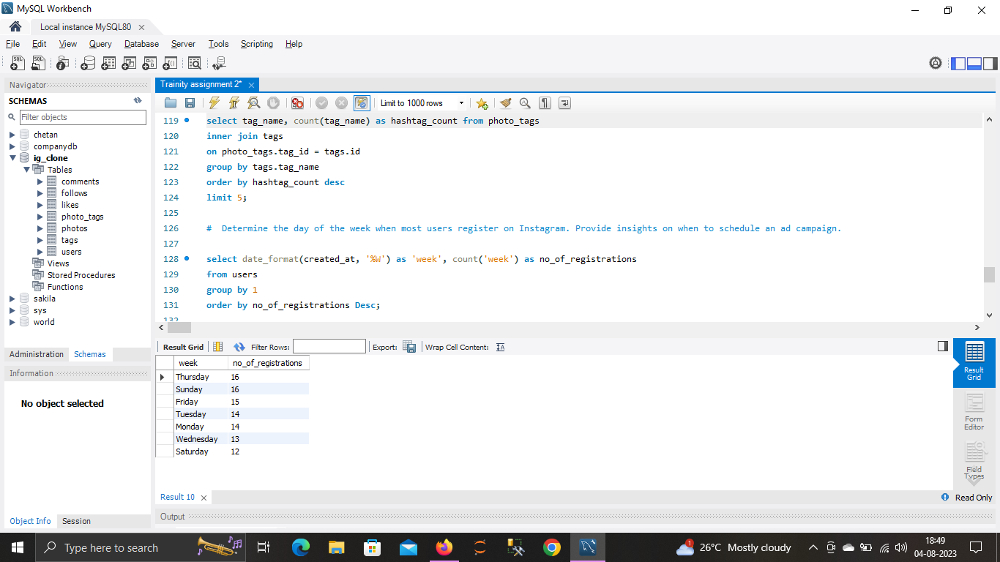 MySQL Workbench
Local instance MySQL80
File Edit View Query Database Server Tools Scripting Help
Navigator
SCHEMAS
Filter objects
chetan
companydb
ig_clone
Tables
comments
follows
likes
photo_tags
photos
tags
users
Views
Stored Procedures
Functions
sakila
sys
world
Administration Schemas
Information
No object selected
Object Info Session
Trainity assignment 2*
Limit to 1000 rows
119 select tag_name, count(tag_name) as hashtag_count from photo_tags
120 inner join tags
121 on photo_tags.tag_id = tags.id
122 group by tags.tag_name
123 order by hashtag_count desc
124 limit 5;
125
126 # Determine the day of the week when most users register on Instagram. Provide insights on when to schedule an ad campaign.
127
128 select date_format(created_at, '%W') as 'week', count('week') as no_of_registrations
129 from users
130 group by 1
131 order by no_of_registrations Desc;
132
Result Grid Filter Rows: Export: Wrap Cell Content:
week no_of_registrations
Thursday 16
Sunday 16
Friday 15
Tuesday 14
Monday 14
Wednesday 13
Saturday 12
Result
Grid
Form
Editor
Field
Types
Result 10
Read Only
Output
Type here to search
1
26°C Mostly cloudy
18:49
04-08-2023